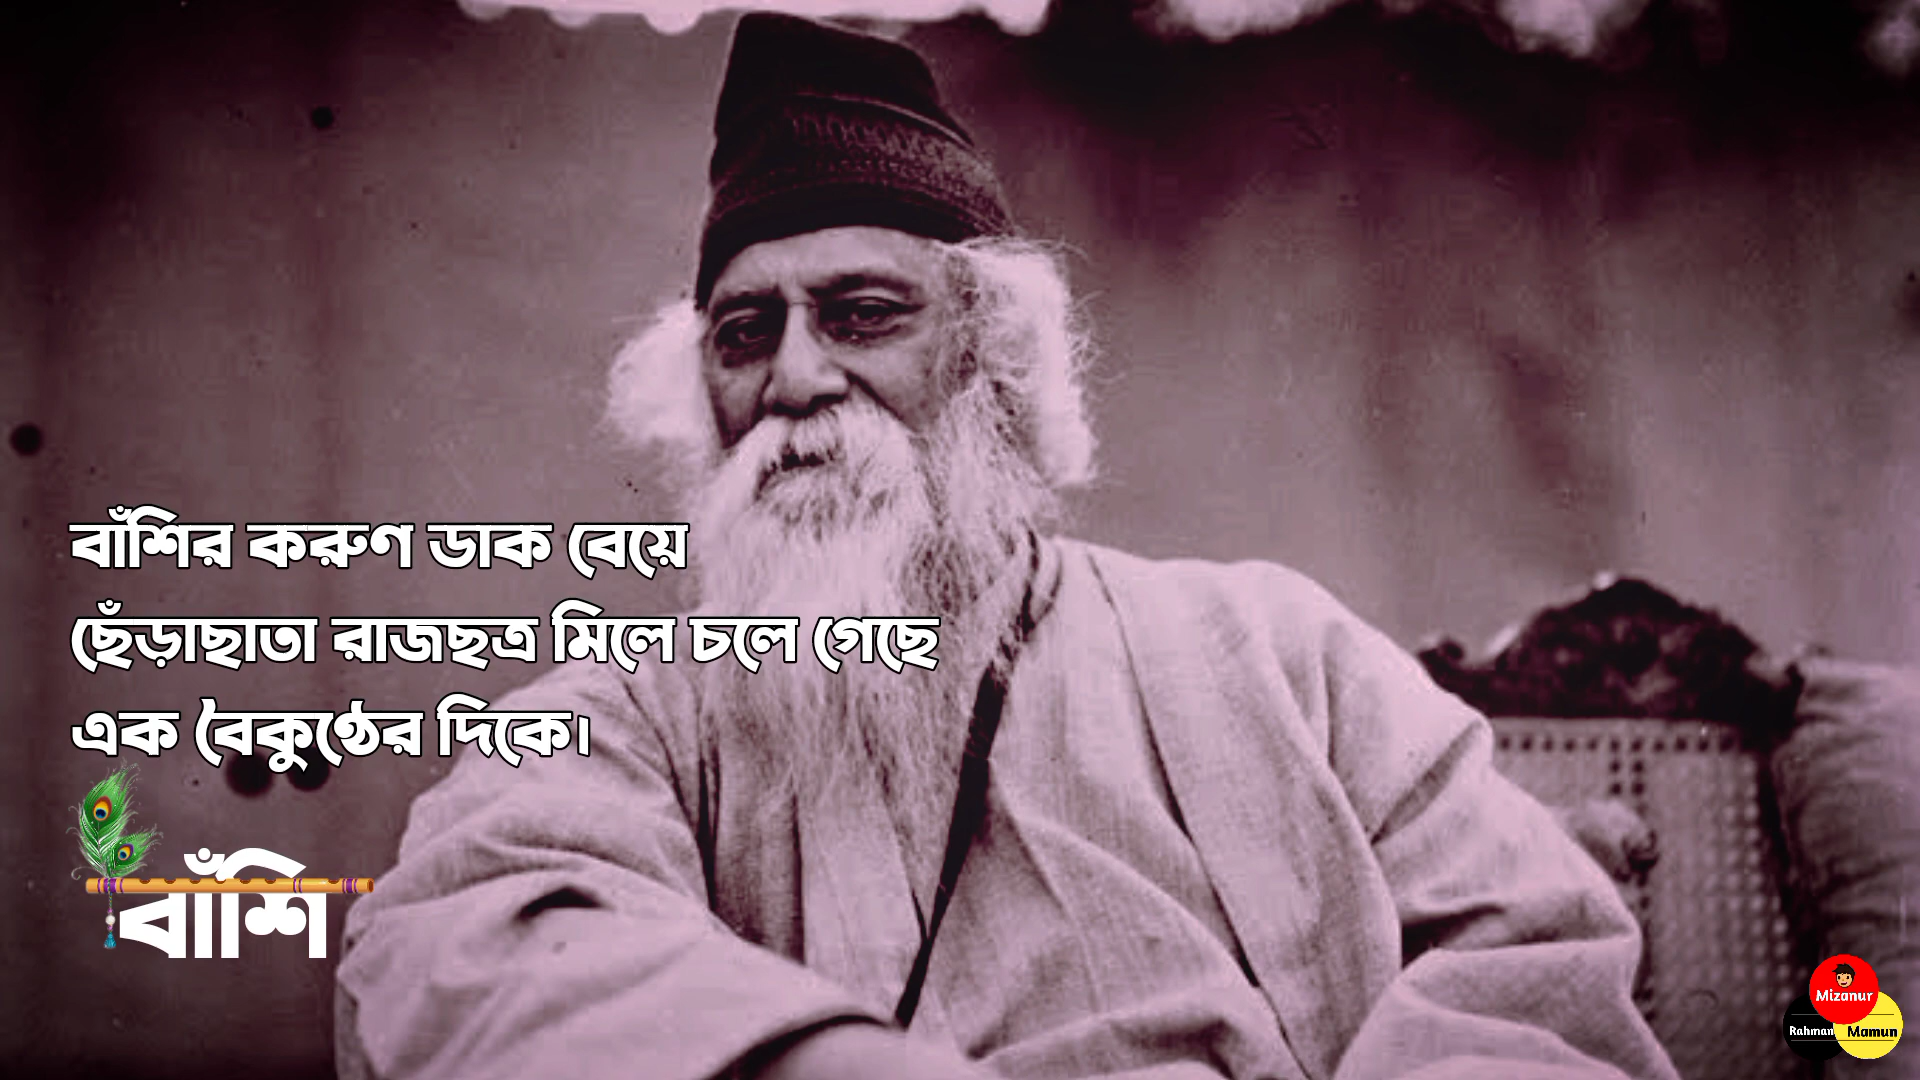 বাঁশির করুণ ডাক বেয়ে
ছেঁড়াছাতা রাজছত্র মিলে চলে গেছে
এক বৈকুণ্ঠের দিকে।
বাঁশি
Mizanur
Rahman Mamun